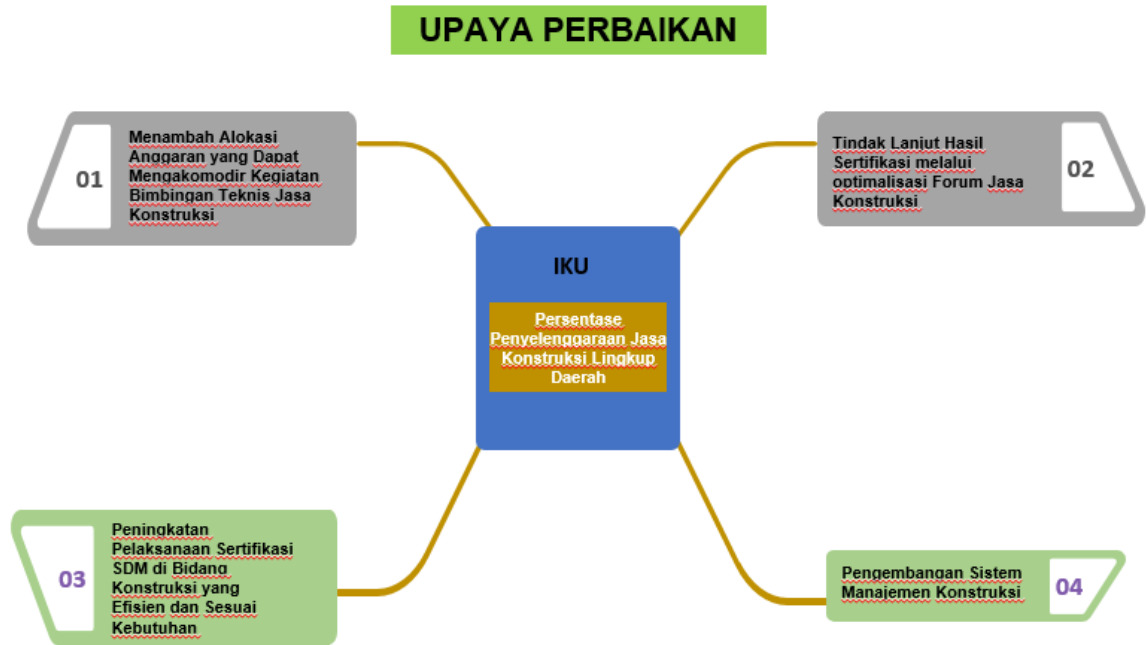 UPAYA PERBAIKAN
01
Menambah Alokasi
Anggaran yang Dapat
Mengakomodir Kegiatan
Bimbingan Teknis Jasa
Konstruksi
Tindak Lanjut Hasil
Sertifikasi melalui
optimalisasi Forum Jasa
Konstruksi
02
IKU
Persentase
Penyelenggaraan Jasa
Konstruksi Lingkup
Daerah
03
Peningkatan
Pelaksanaan Sertifikasi
SDM di Bidang
Konstruksi yang
Efisien dan Sesuai
Kebutuhan
Pengembangan Sistem
Manajemen Konstruksi
04